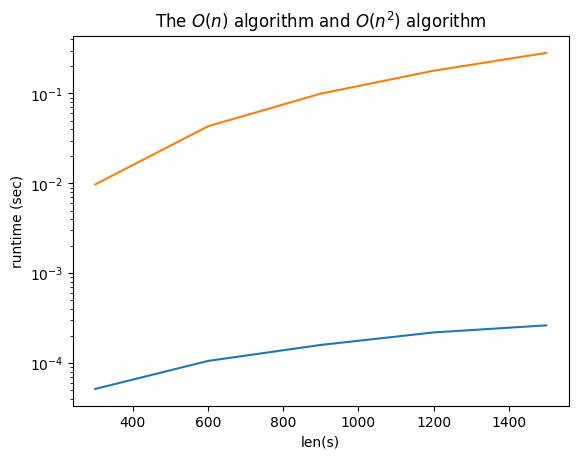 The $O(n)$ algorithm and $O(n^2)$ algorithm
10⁻¹
10⁻²
10⁻³
10⁻⁴
runtime (sec)
400 600 800 1000 1200 1400
len(s)